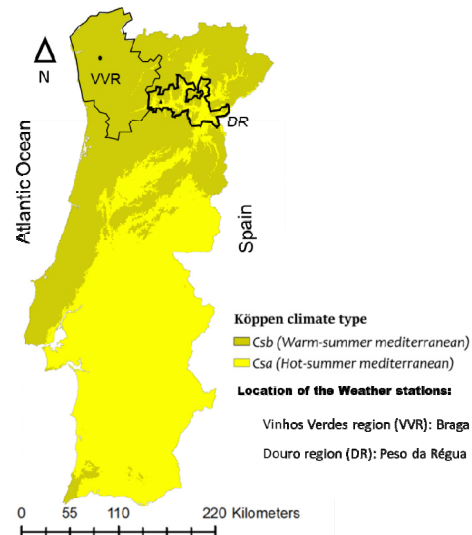 N
VVR
DR
Atlantic Ocean
Spain
Köppen climate type
Csb (Warm-summer mediterranean)
Csa (Hot-summer mediterranean)
Location of the Weather stations:
Vinhos Verdes region (VVR): Braga
Douro region (DR): Peso da Régua
0 55 110 220 Kilometers